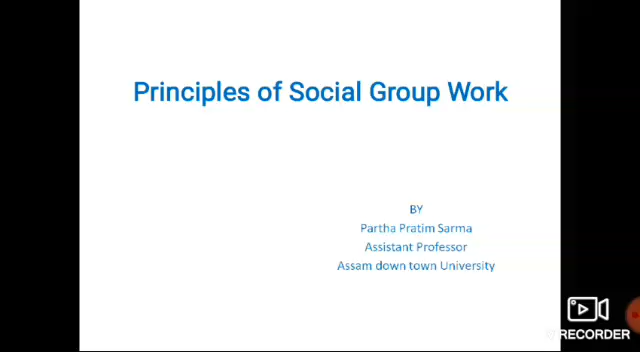 Principles of Social Group Work
BY
Partha Pratim Sarma
Assistant Professor
Assam down town University
RECORDER